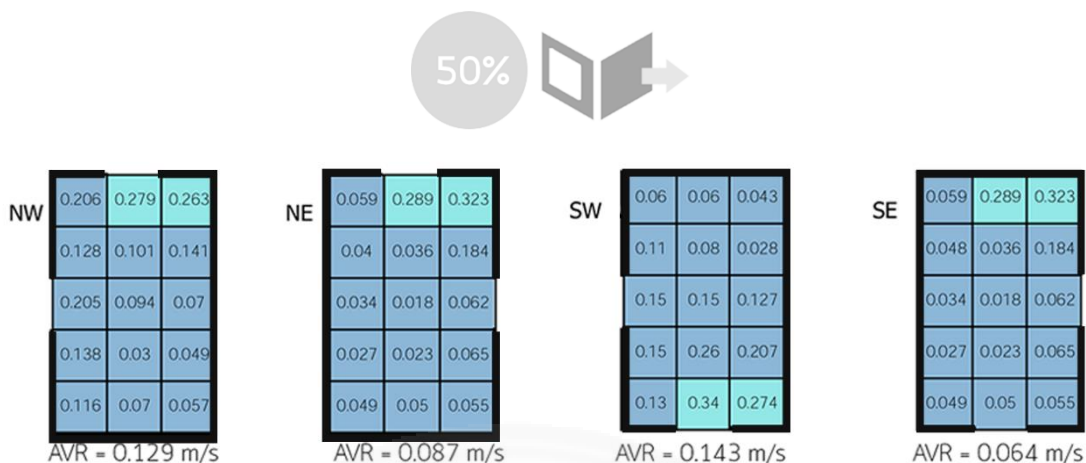 50%
NW NE SW SE
0.206 0.279 0.263 0.059 0.289 0.323 0.06 0.06 0.043 0.059 0.289 0.323
0.128 0.101 0.141 0.04 0.036 0.184 0.11 0.08 0.028 0.048 0.036 0.184
0.205 0.094 0.07 0.034 0.018 0.062 0.15 0.15 0.127 0.034 0.018 0.062
0.138 0.03 0.049 0.027 0.023 0.065 0.15 0.26 0.207 0.027 0.023 0.065
0.116 0.07 0.057 0.049 0.05 0.055 0.13 0.34 0.274 0.049 0.05 0.055
AVR = 0.129 m/s AVR = 0.087 m/s AVR = 0.143 m/s AVR = 0.064 m/s